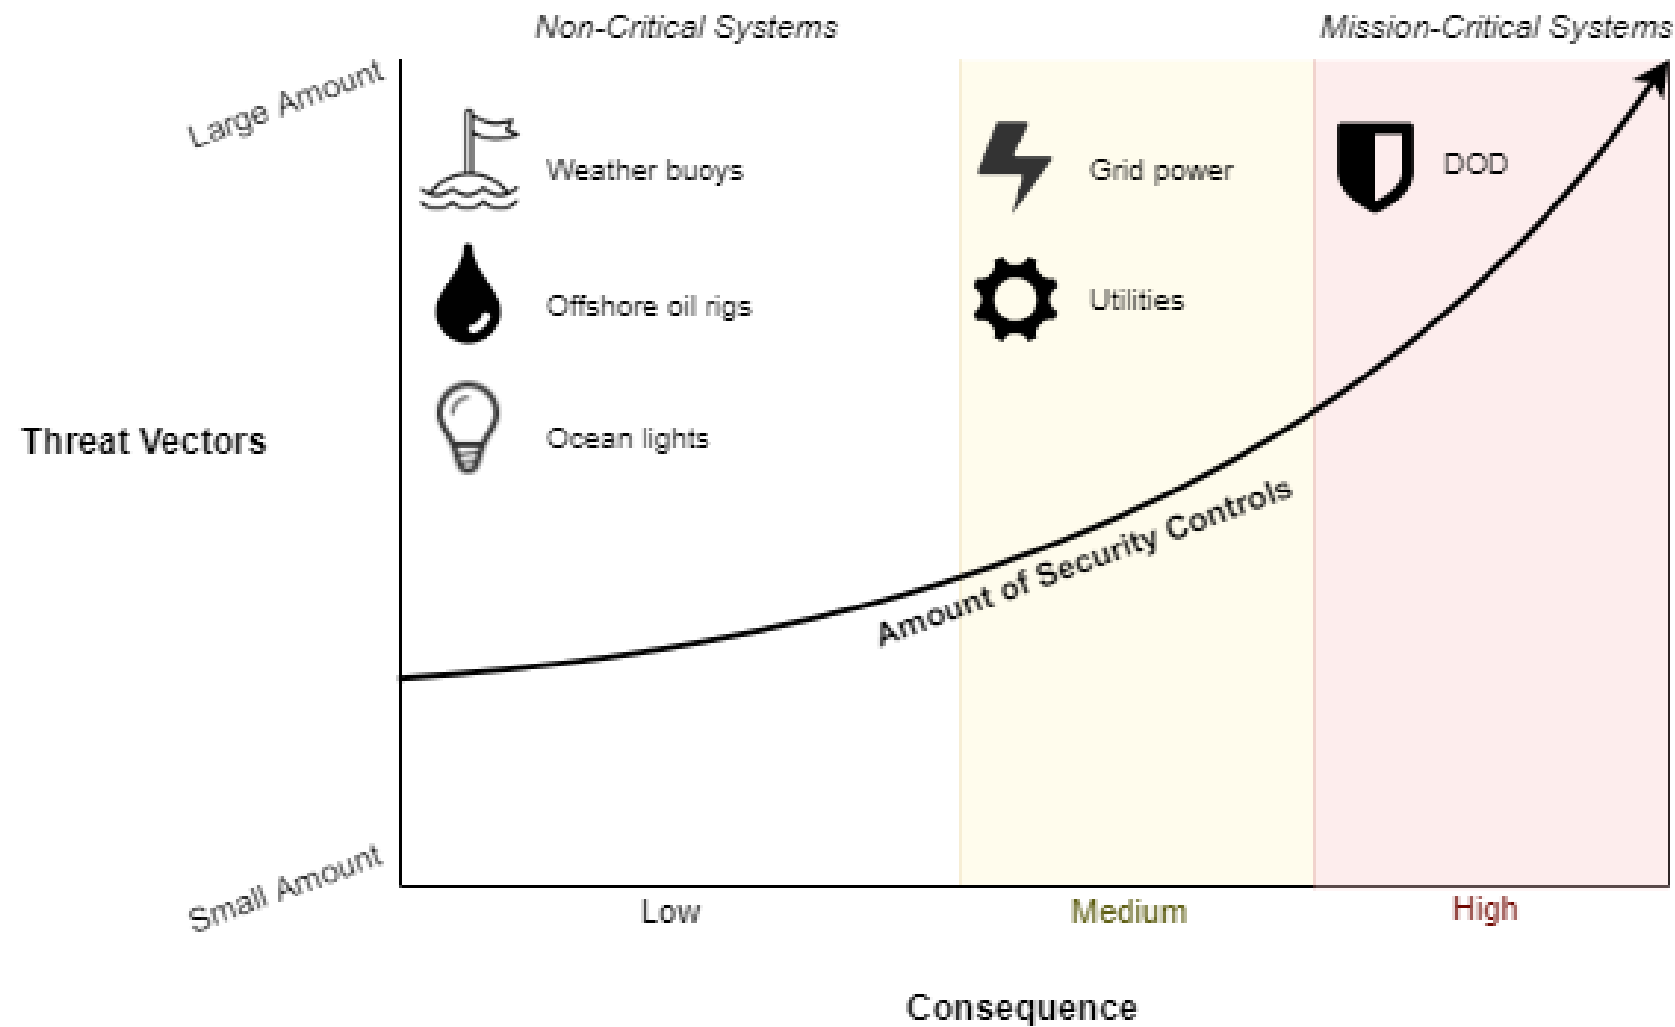 Non-Critical Systems
Mission-Critical Systems
Large Amount
Weather buoys
Grid power
DOD
Offshore oil rigs
Utilities
Ocean lights
Threat Vectors
Amount of Security Controls
Small Amount
Low
Medium
High
Consequence